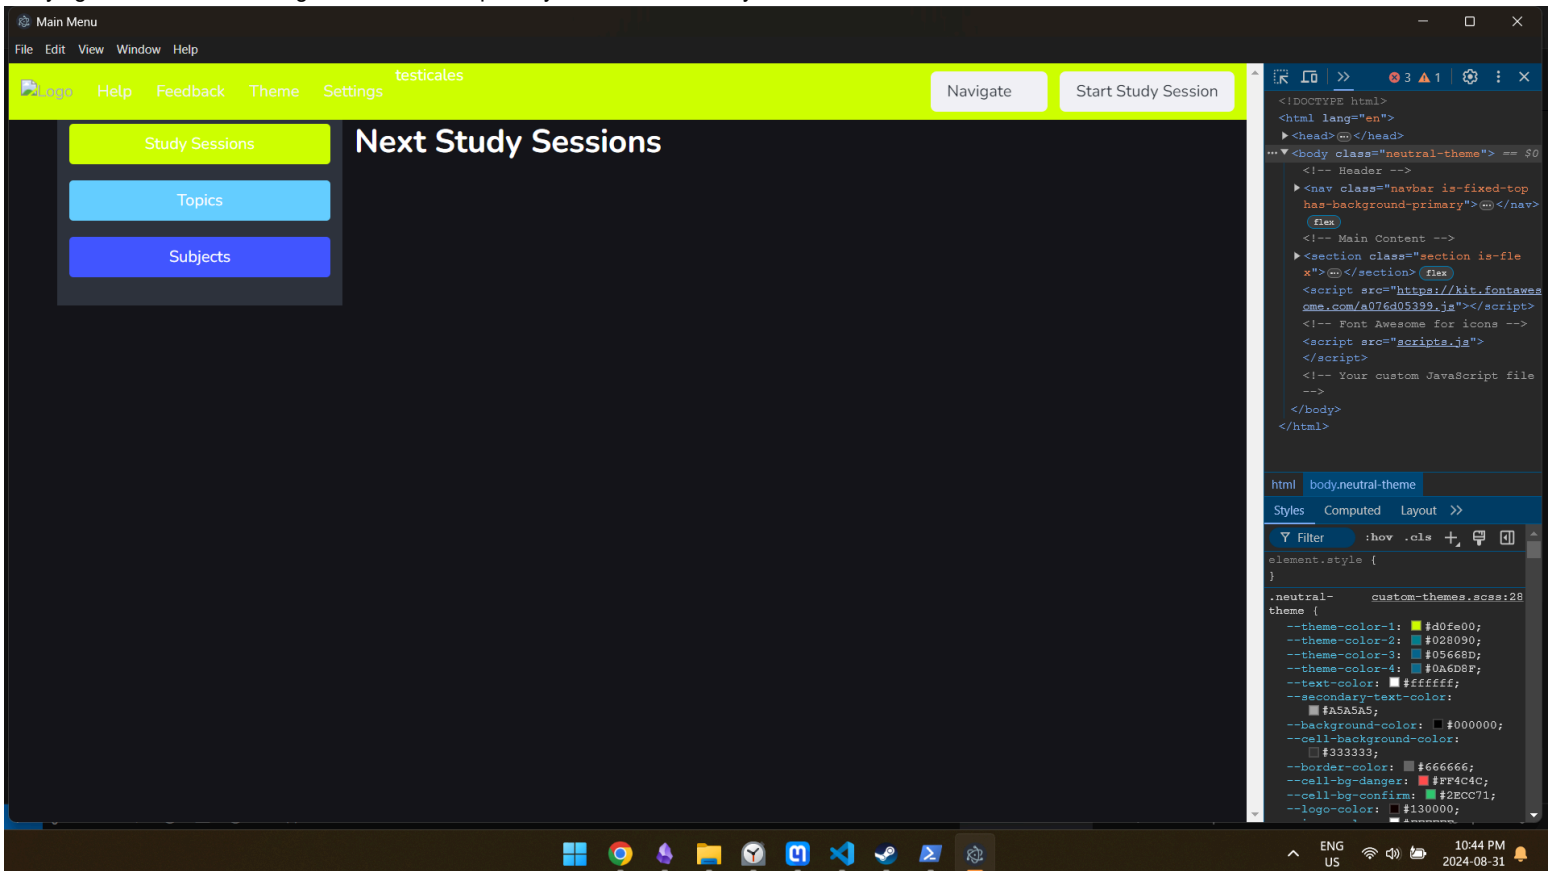 Main Menu
File Edit View Window Help
Logo Help Feedback Theme Settings testicales Navigate Start Study Session
Study Sessions
Topics
Subjects
Next Study Sessions
3 1
<!DOCTYPE html>
<html lang="en">
<head></head>
<body class="neutral-theme"> == $0
<!-- Header -->
<nav class="navbar is-fixed-top
has-background-primary"></nav>
flex
<!-- Main Content -->
<section class="section is-fle
x"></section> flex
<script src="https://kit.fontawes
ome.com/a076d05399.js"></script>
<!-- Font Awesome for icons -->
<script src="scripts.js">
</script>
<!-- Your custom JavaScript file
-->
</body>
</html>
html body.neutral-theme
Styles Computed Layout
Filter :hov .cls
element.style {
}
.neutral- custom-themes.scss:28
theme {
--theme-color-1: #d0fe00;
--theme-color-2: #028090;
--theme-color-3: #05668D;
--theme-color-4: #0A6D8F;
--text-color: #ffffff;
--secondary-text-color:
#A5A5A5;
--background-color: #000000;
--cell-background-color:
#333333;
--border-color: #666666;
--cell-bg-danger: #FF4C4C;
--cell-bg-confirm: #2ECC71;
--logo-color: #130000;
ENG
US
10:44 PM
2024-08-31